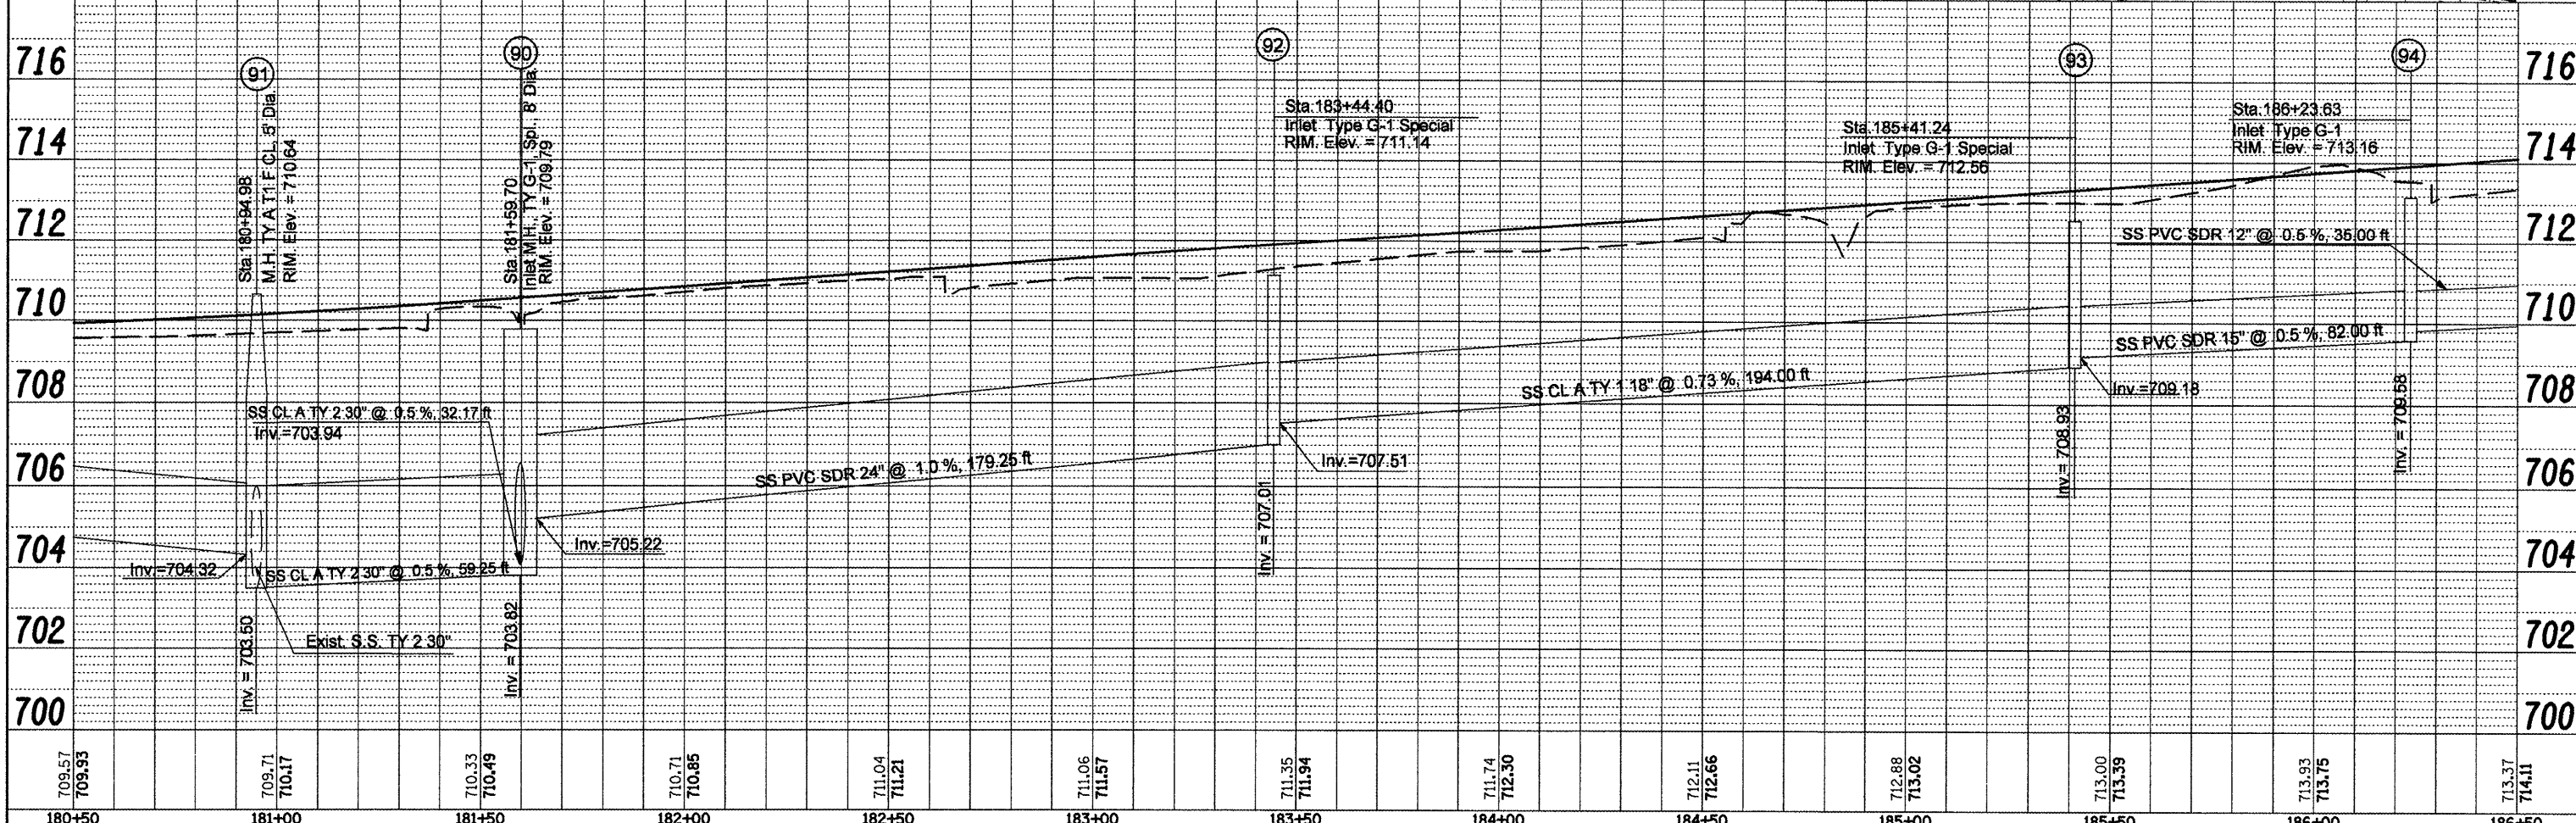 716
714
712
710
708
706
704
702
700
91
Sta.180+94.98
M.H. TY A T1 F CL, 5' Dia.
RIM. Elev. = 710.64
90
Sta.181+59.70
Inlet M.H., TY G-1, Spl., 8' Dia.
RIM. Elev. = 709.79
92
Sta.183+44.40
Inlet Type G-1 Special
RIM. Elev. = 711.14
93
Sta.185+41.24
Inlet Type G-1 Special
RIM. Elev. = 712.56
94
Sta.186+23.63
Inlet Type G-1
RIM. Elev. = 713.16
SS PVC SDR 12" @ 0.5 %, 35.00 ft
SS PVC SDR 15" @ 0.5 %, 82.00 ft
Inv.=709.18
Inv. = 709.58
Inv. = 708.93
SS CL A TY 1 18" @ 0.73 %, 194.00 ft
SS CL A TY 2 30" @ 0.5 %, 32.17 ft
Inv.=703.94
Inv.=707.51
SS PVC SDR 24" @ 1.0 %, 179.25 ft
Inv. = 707.01
Inv.=705.22
Inv.=704.32
SS CL A TY 2 30" @ 0.5 %, 59.25 ft
Inv. = 703.50
Exist. S.S. TY 2 30"
Inv. = 703.82
716
714
712
710
708
706
704
702
700
709.57
709.93
709.71
710.17
710.33
710.49
710.71
710.85
711.04
711.21
711.06
711.57
711.35
711.94
711.74
712.30
712.11
712.66
712.88
713.02
713.00
713.39
713.93
713.75
713.37
714.11
180+50 181+00 181+50 182+00 182+50 183+00 183+50 184+00 184+50 185+00 185+50 186+00 186+50